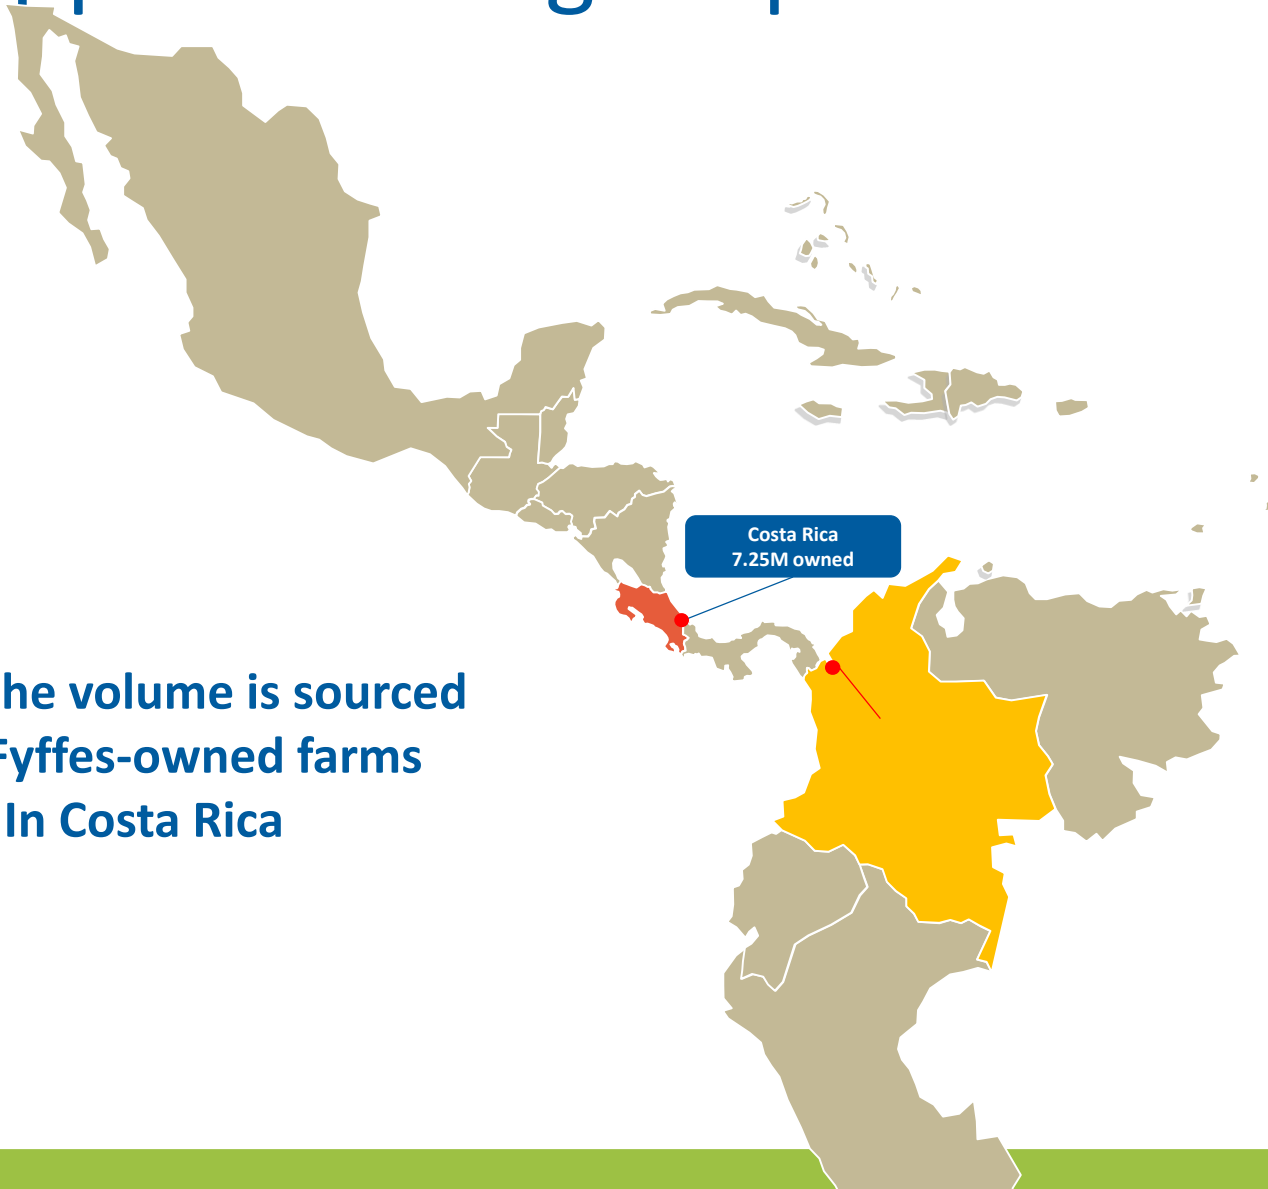 Costa Rica
7.25M owned
he volume is sourced
Fyffes-owned farms
In Costa Rica